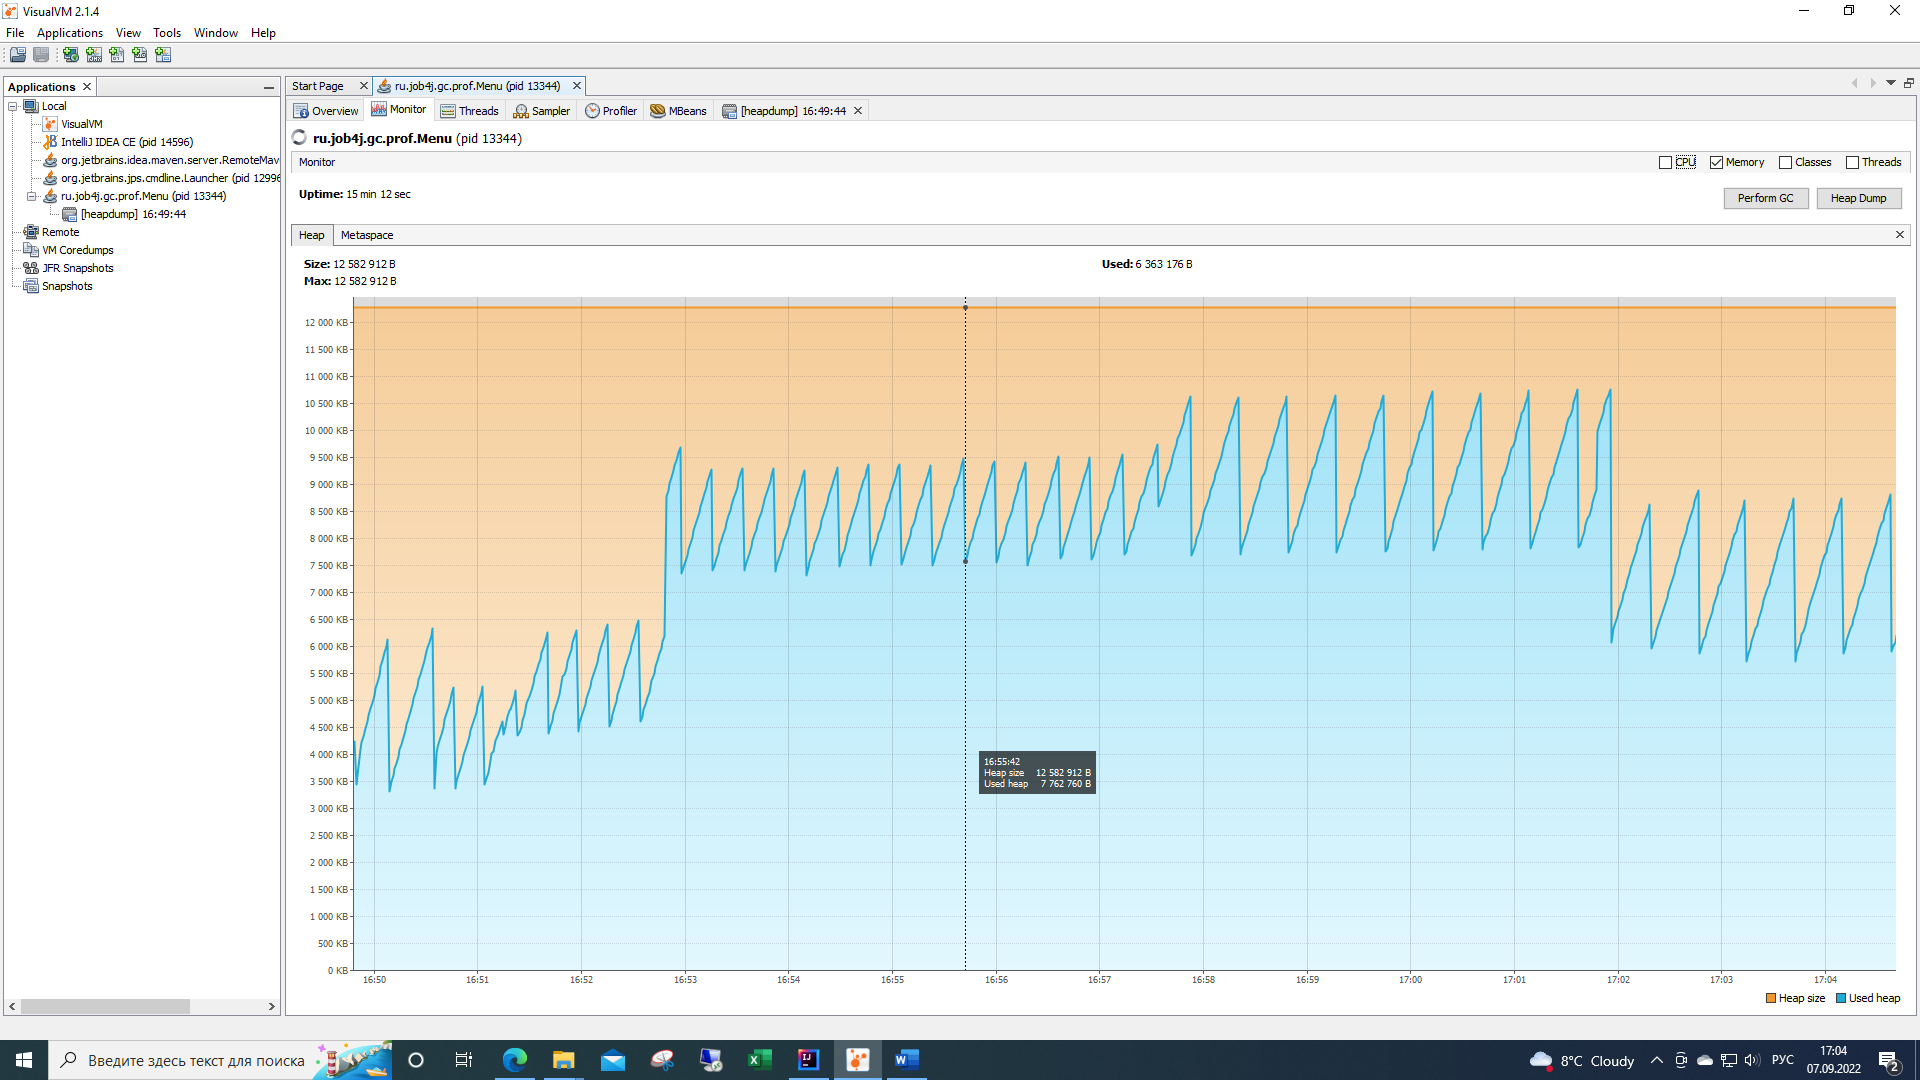 VisualVM 2.1.4
File Applications View Tools Window Help
Applications
Local
VisualVM
IntelliJ IDEA CE (pid 14596)
org.jetbrains.idea.maven.server.RemoteMav
org.jetbrains.jps.cmdline.Launcher (pid 12996
ru.job4j.gc.prof.Menu (pid 13344)
[heapdump] 16:49:44
Remote
VM Coredumps
JFR Snapshots
Snapshots
Start Page ru.job4j.gc.prof.Menu (pid 13344)
Overview Monitor Threads Sampler Profiler MBeans [heapdump] 16:49:44
ru.job4j.gc.prof.Menu (pid 13344)
Monitor CPU Memory Classes Threads
Uptime: 15 min 12 sec Perform GC Heap Dump
Heap Metaspace
Size: 12 582 912 B Used: 6 363 176 B
Max: 12 582 912 B
12 000 KB
11 500 KB
11 000 KB
10 500 KB
10 000 KB
9 500 KB
9 000 KB
8 500 KB
8 000 KB
7 500 KB
7 000 KB
6 500 KB
6 000 KB
5 500 KB
5 000 KB
4 500 KB
4 000 KB
3 500 KB
3 000 KB
2 500 KB
2 000 KB
1 500 KB
1 000 KB
500 KB
0 KB
16:55:42
Heap size 12 582 912 B
Used heap 7 762 760 B
16:50 16:51 16:52 16:53 16:54 16:55 16:56 16:57 16:58 16:59 17:00 17:01 17:02 17:03 17:04
Heap size Used heap
Введите здесь текст для поиска
8°C Cloudy
РУС
17:04
07.09.2022
2